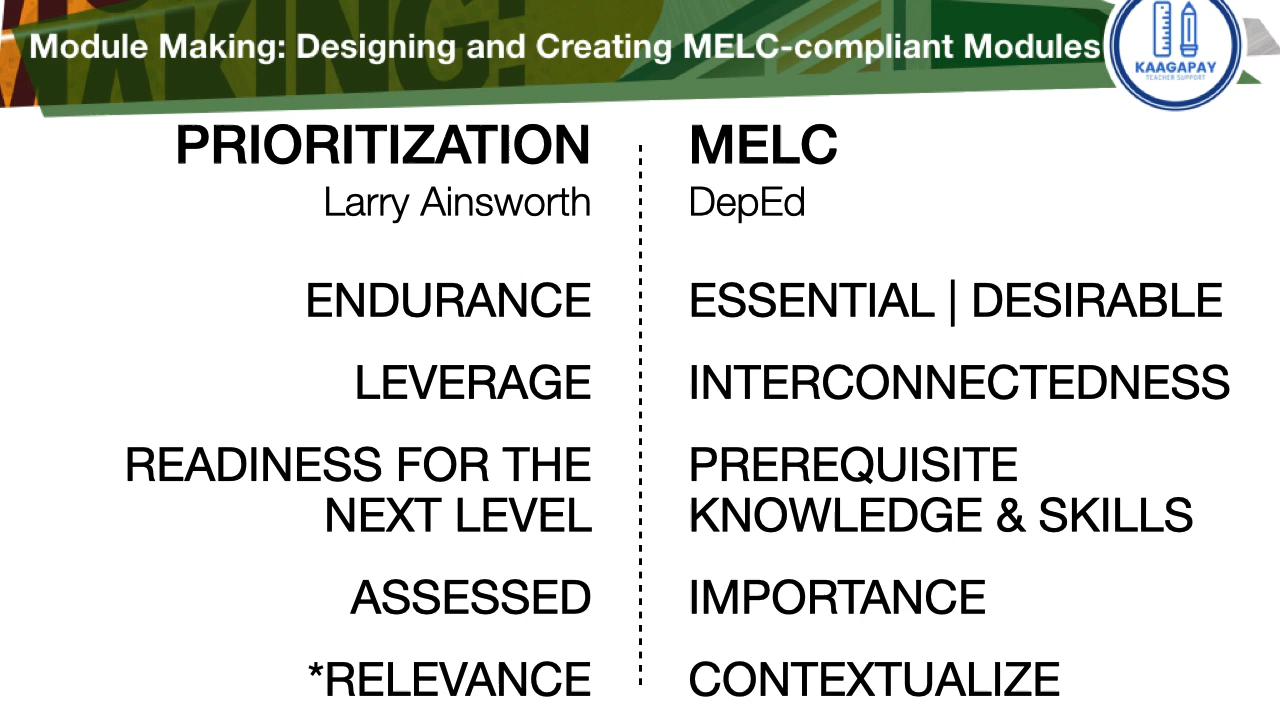 Module Making: Designing and Creating MELC-compliant Modules
KAAGAPAY
TEACHER SUPPORT
PRIORITIZATION
Larry Ainsworth
ENDURANCE
LEVERAGE
READINESS FOR THE
NEXT LEVEL
ASSESSED
*RELEVANCE
MELC
DepEd
ESSENTIAL | DESIRABLE
INTERCONNECTEDNESS
PREREQUISITE
KNOWLEDGE & SKILLS
IMPORTANCE
CONTEXTUALIZE